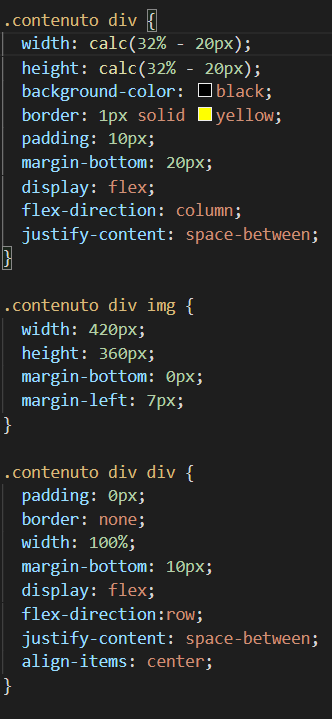 .contenuto div {
  width: calc(32% - 20px);
  height: calc(32% - 20px);
  background-color: black;
  border: 1px solid yellow;
  padding: 10px;
  margin-bottom: 20px;
  display: flex;
  flex-direction: column;
  justify-content: space-between;
}

.contenuto div img {
  width: 420px;
  height: 360px;
  margin-bottom: 0px;
  margin-left: 7px;
}

.contenuto div div {
  padding: 0px;
  border: none;
  width: 100%;
  margin-bottom: 10px;
  display: flex;
  flex-direction:row;
  justify-content: space-between;
  align-items: center;
}